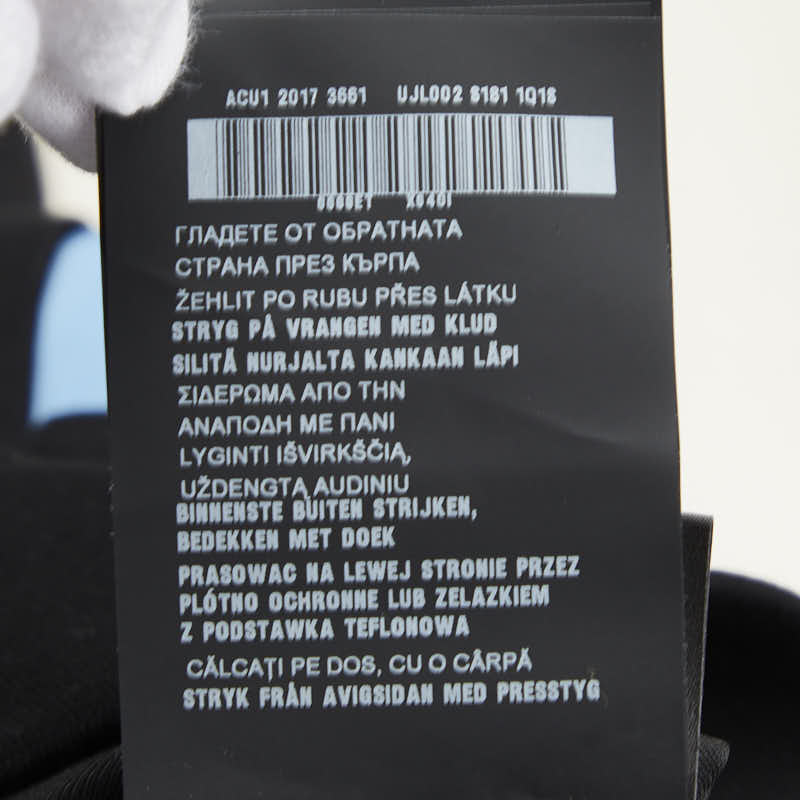 ACU1 2017 3661 UJL002 S181 1Q1S
ГЛАДЕТЕ ОТ ОБРАТНАТА
СТРАНА ПРЕЗ КЪРПА
ŽEHLIT PO RUBU PŘES LÁTKU
STRYG PÅ VRANGEN MED KLUD
SILITÄ NURJALTA KANKAAN LÄPI
ΣΙΔΕΡΩΜΑ ΑΠΟ ΤΗΝ
ΑΝΑΠΟΔΗ ΜΕ ΠΑΝΙ
LYGINTI IŠVIRKŠČIĄ,
UŽDENGTĄ AUDINIU
BINNENSTE BUITEN STRIJKEN,
BEDEKKEN MET DOEK
PRASOWAC NA LEWEJ STRONIE PRZEZ
PLÓTNO OCHRONNE LUB ZELAZKIEM
Z PODSTAWKA TEFLONOWA
CĂLCAȚI PE DOS, CU O CÂRPĂ
STRYK FRÅN AVIGSIDAN MED PRESSTYG